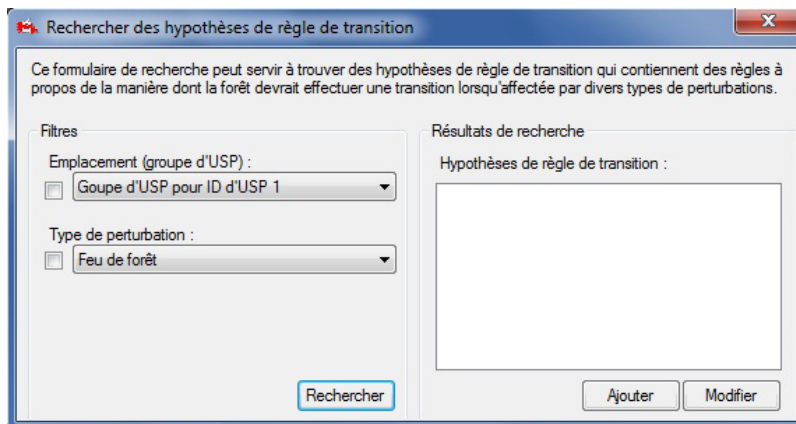 Rechercher des hypothèses de règle de transition
Ce formulaire de recherche peut servir à trouver des hypothèses de règle de transition qui contiennent des règles à
propos de la manière dont la forêt devrait effectuer une transition lorsqu'affectée par divers types de perturbations.
Filtres
Emplacement (groupe d'USP) :
Goupe d'USP pour ID d'USP 1
Type de perturbation :
Feu de forêt
Rechercher
Résultats de recherche
Hypothèses de règle de transition :
Ajouter
Modifier